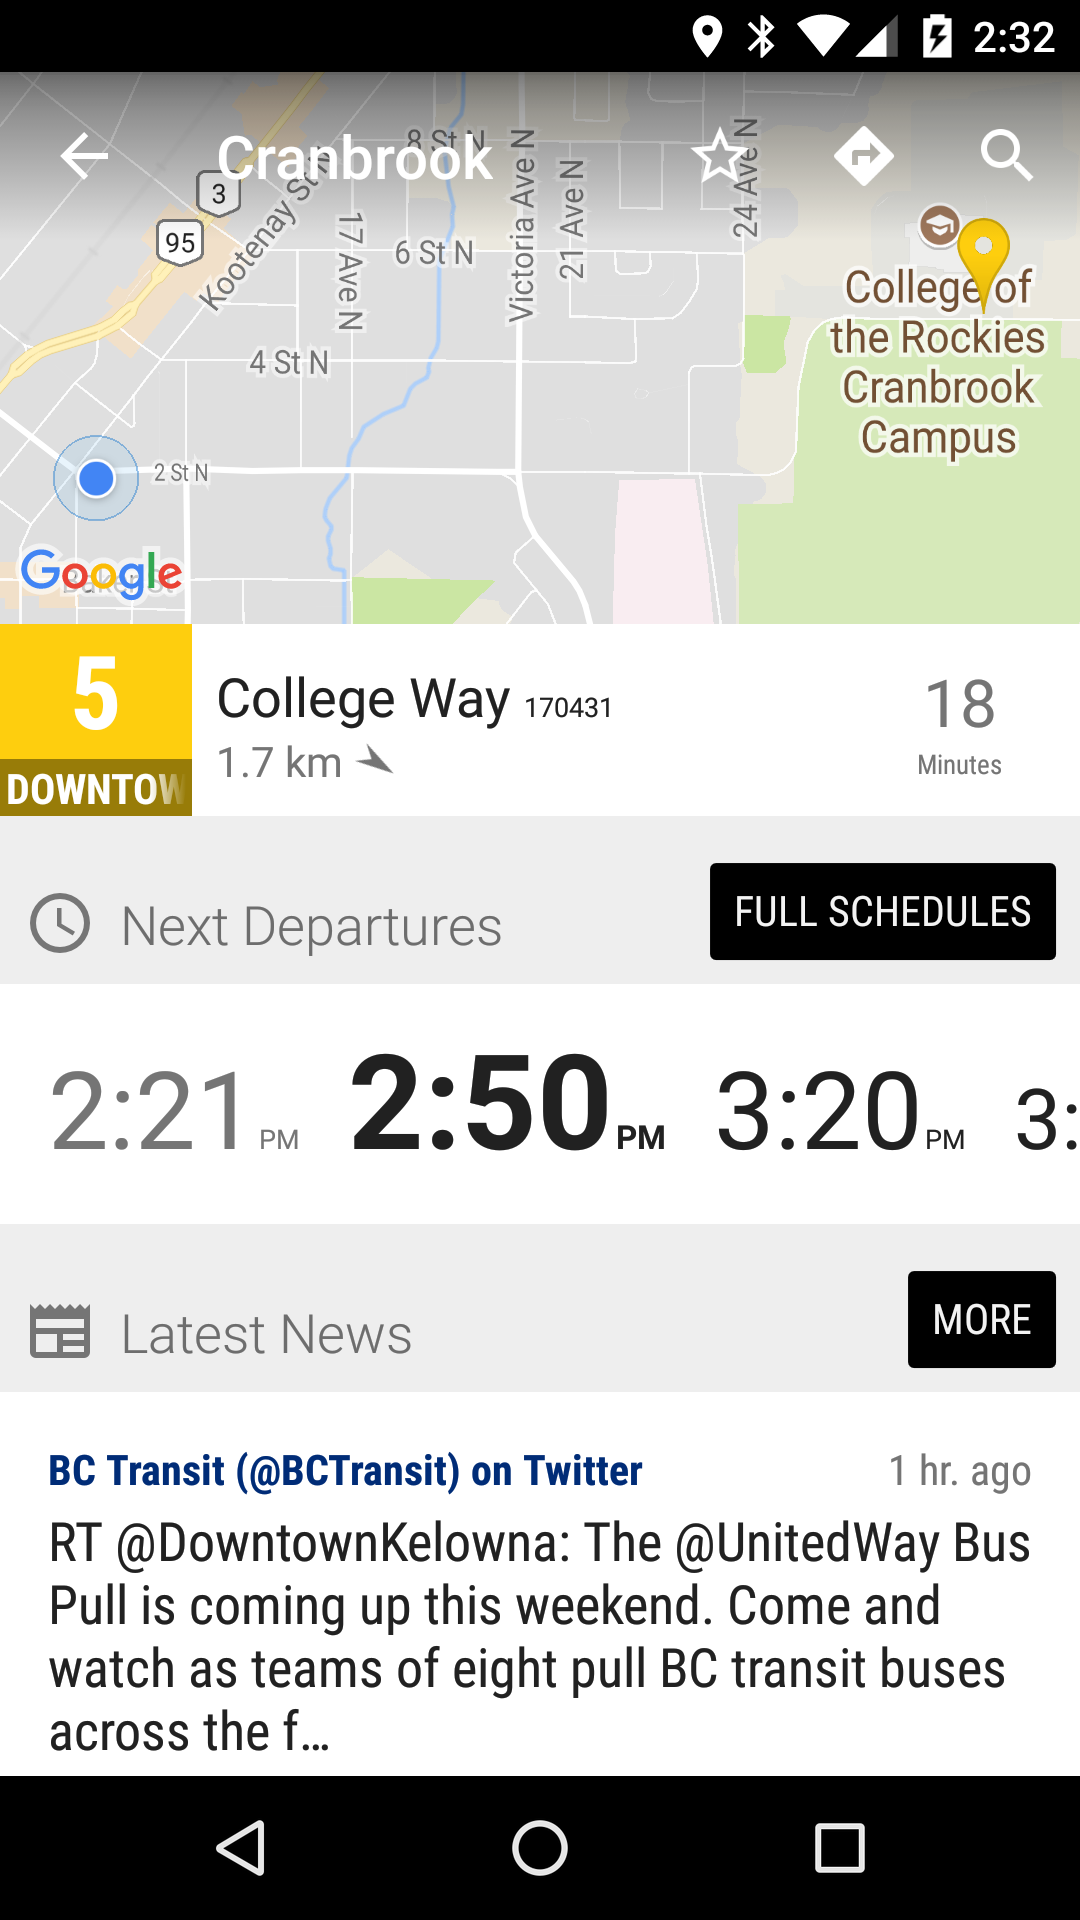 2:32
Cranbrook
8 St N
3
95
Kootenay St N
17 Ave N
6 St N
Victoria Ave N
21 Ave N
24 Ave N
College of
the Rockies
Cranbrook
Campus
4 St N
2 St N
Google
5
DOWNTOW
College Way 170431
1.7 km
18
Minutes
Next Departures
FULL SCHEDULES
2:21 PM
2:50 PM
3:20 PM
3:
Latest News
MORE
BC Transit (@BCTransit) on Twitter
1 hr. ago
RT @DowntownKelowna: The @UnitedWay Bus
Pull is coming up this weekend. Come and
watch as teams of eight pull BC transit buses
across the f…